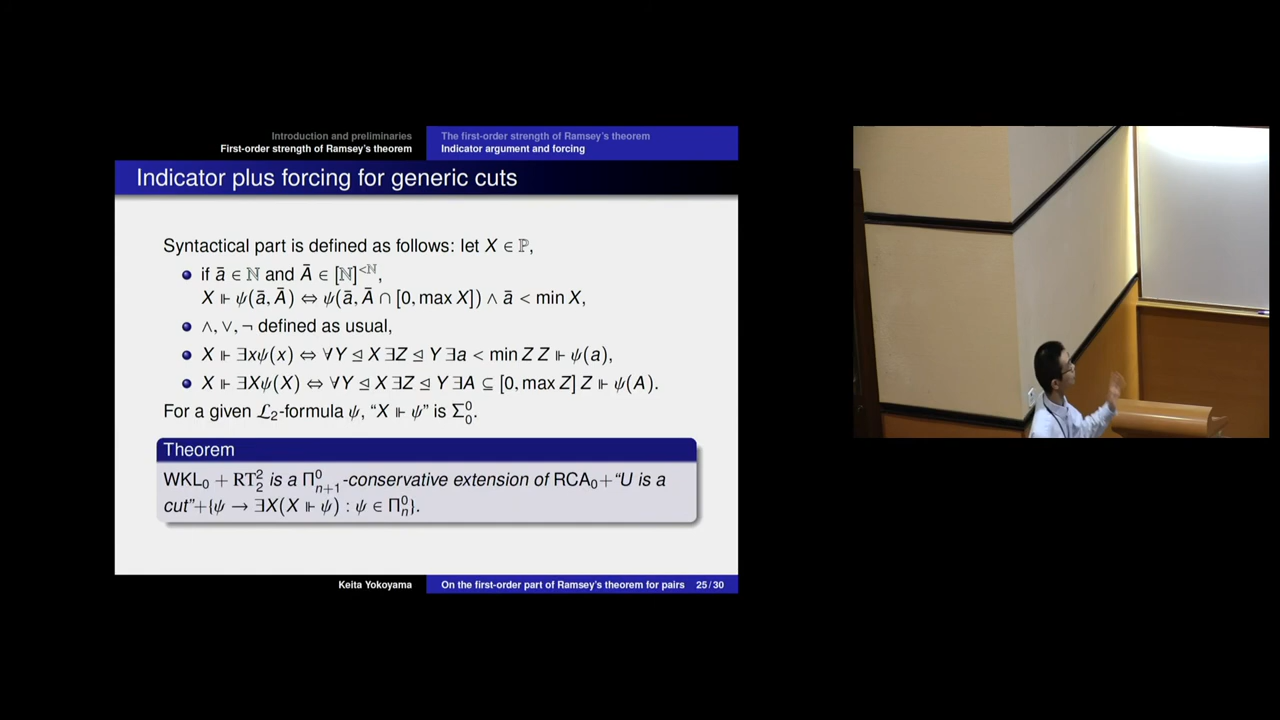 Introduction and preliminaries
First-order strength of Ramsey's theorem
The first-order strength of Ramsey's theorem
Indicator argument and forcing
Indicator plus forcing for generic cuts
Syntactical part is defined as follows: let X ∈ ℙ,
if ā ∈ ℕ and Ā ∈ [ℕ]^{<ℕ},
X ⊩ ψ(ā, Ā) ⇔ ψ(ā, Ā ∩ [0, max X]) ∧ ā < min X,
∧, ∨, ¬ defined as usual,
X ⊩ ∃xψ(x) ⇔ ∀Y ⊴ X ∃Z ⊴ Y ∃a < min Z Z ⊩ ψ(a),
X ⊩ ∃Xψ(X) ⇔ ∀Y ⊴ X ∃Z ⊴ Y ∃A ⊆ [0, max Z] Z ⊩ ψ(A).
For a given ℒ₂-formula ψ, “X ⊩ ψ” is Σ⁰₀.
Theorem
WKL₀ + RT²₂ is a Π⁰ₙ₊₁-conservative extension of RCA₀+“U is a
cut”+{ψ → ∃X(X ⊩ ψ) : ψ ∈ Π⁰ₙ}.
Keita Yokoyama
On the first-order part of Ramsey's theorem for pairs 25 / 30